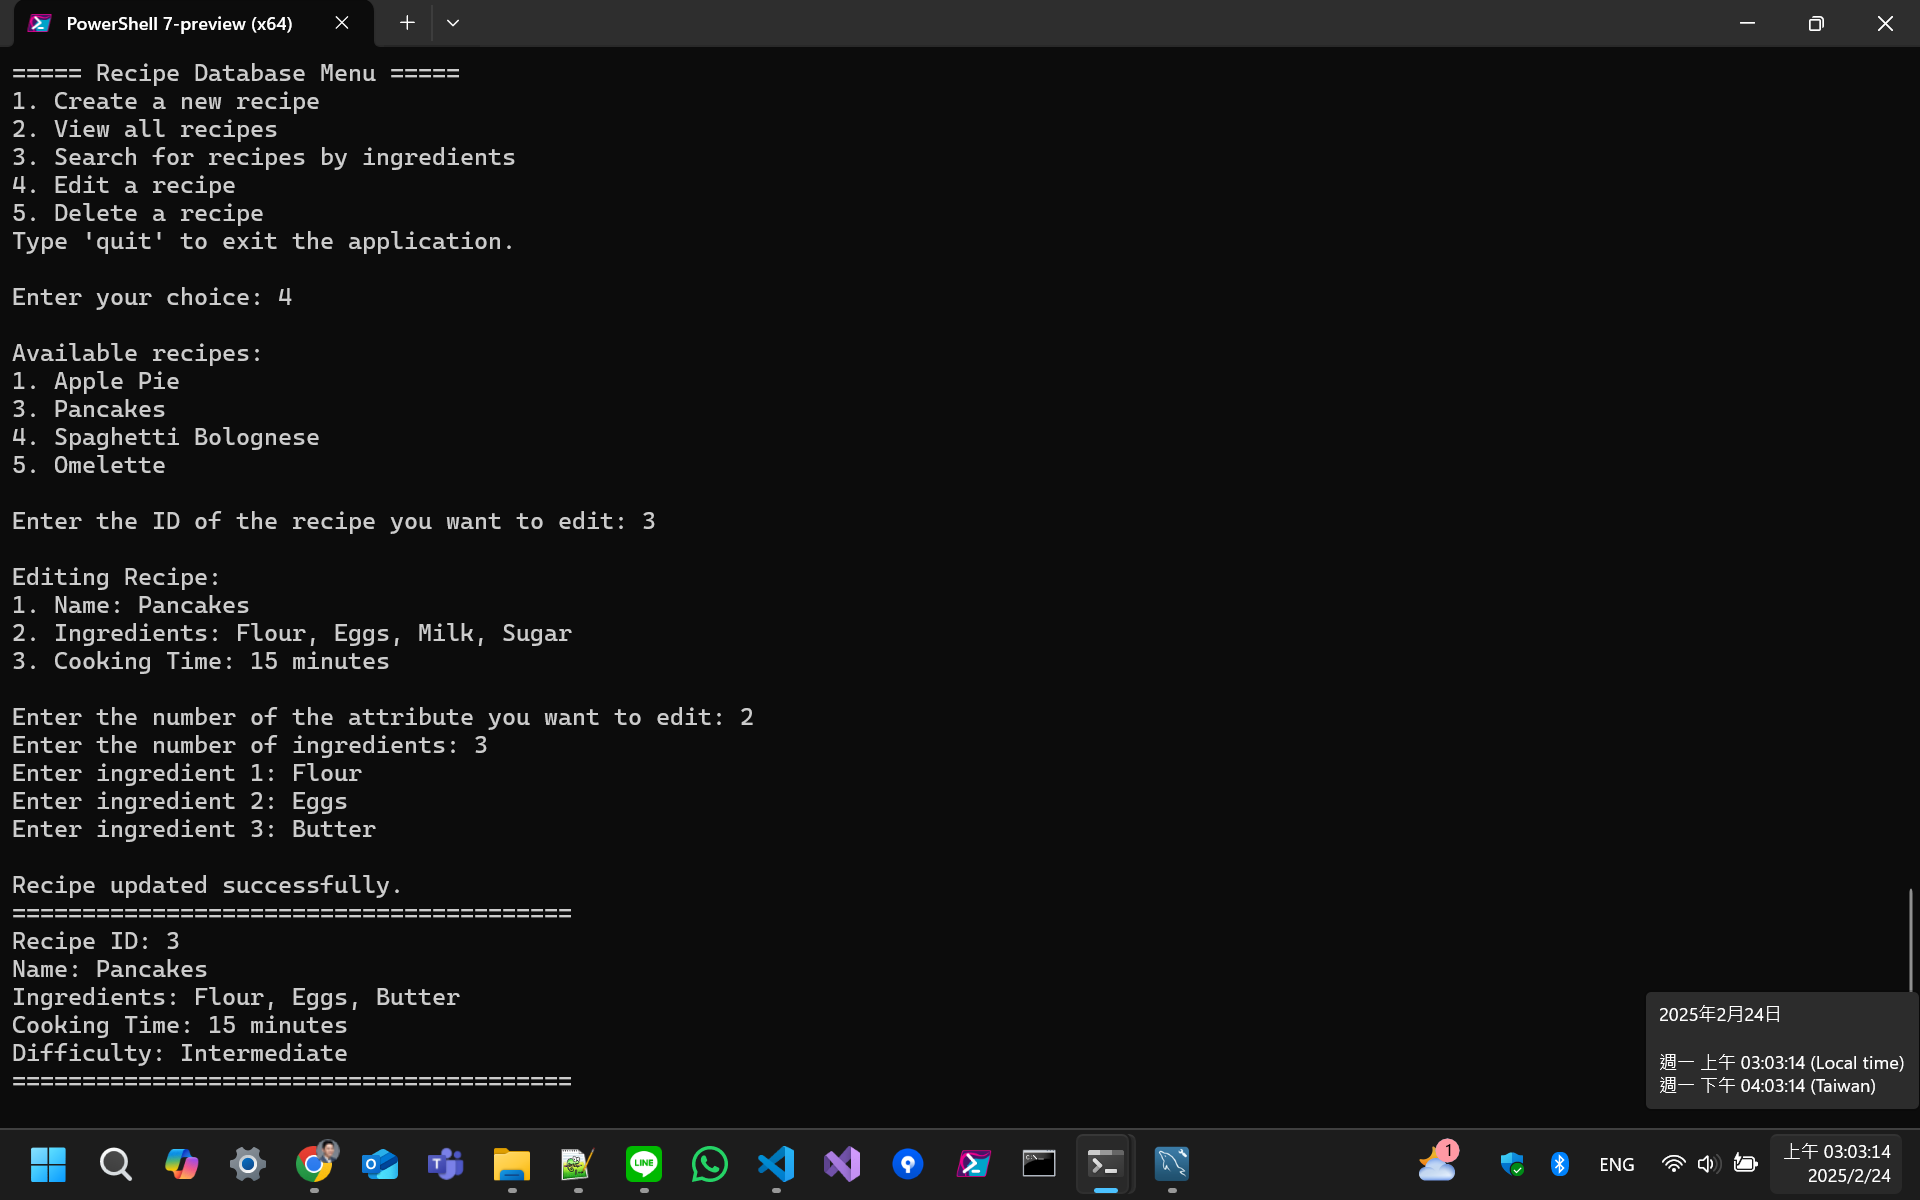 PowerShell 7-preview (x64)
===== Recipe Database Menu =====
1. Create a new recipe
2. View all recipes
3. Search for recipes by ingredients
4. Edit a recipe
5. Delete a recipe
Type 'quit' to exit the application.
Enter your choice: 4
Available recipes:
1. Apple Pie
3. Pancakes
4. Spaghetti Bolognese
5. Omelette
Enter the ID of the recipe you want to edit: 3
Editing Recipe:
1. Name: Pancakes
2. Ingredients: Flour, Eggs, Milk, Sugar
3. Cooking Time: 15 minutes
Enter the number of the attribute you want to edit: 2
Enter the number of ingredients: 3
Enter ingredient 1: Flour
Enter ingredient 2: Eggs
Enter ingredient 3: Butter
Recipe updated successfully.
========================================
Recipe ID: 3
Name: Pancakes
Ingredients: Flour, Eggs, Butter
Cooking Time: 15 minutes
Difficulty: Intermediate
========================================
2025年2月24日
週一 上午 03:03:14 (Local time)
週一 下午 04:03:14 (Taiwan)
LINE
1
ENG
上午 03:03:14
2025/2/24